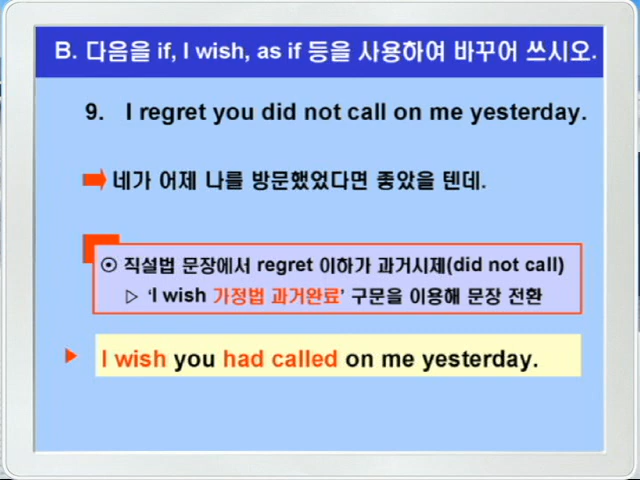 B. 다음을 if, I wish, as if 등을 사용하여 바꾸어 쓰시오.
9. I regret you did not call on me yesterday.
네가 어제 나를 방문했었다면 좋았을 텐데.
⊙ 직설법 문장에서 regret 이하가 과거시제(did not call)
▷ ‘I wish 가정법 과거완료’ 구문을 이용해 문장 전환
I wish you had called on me yesterday.